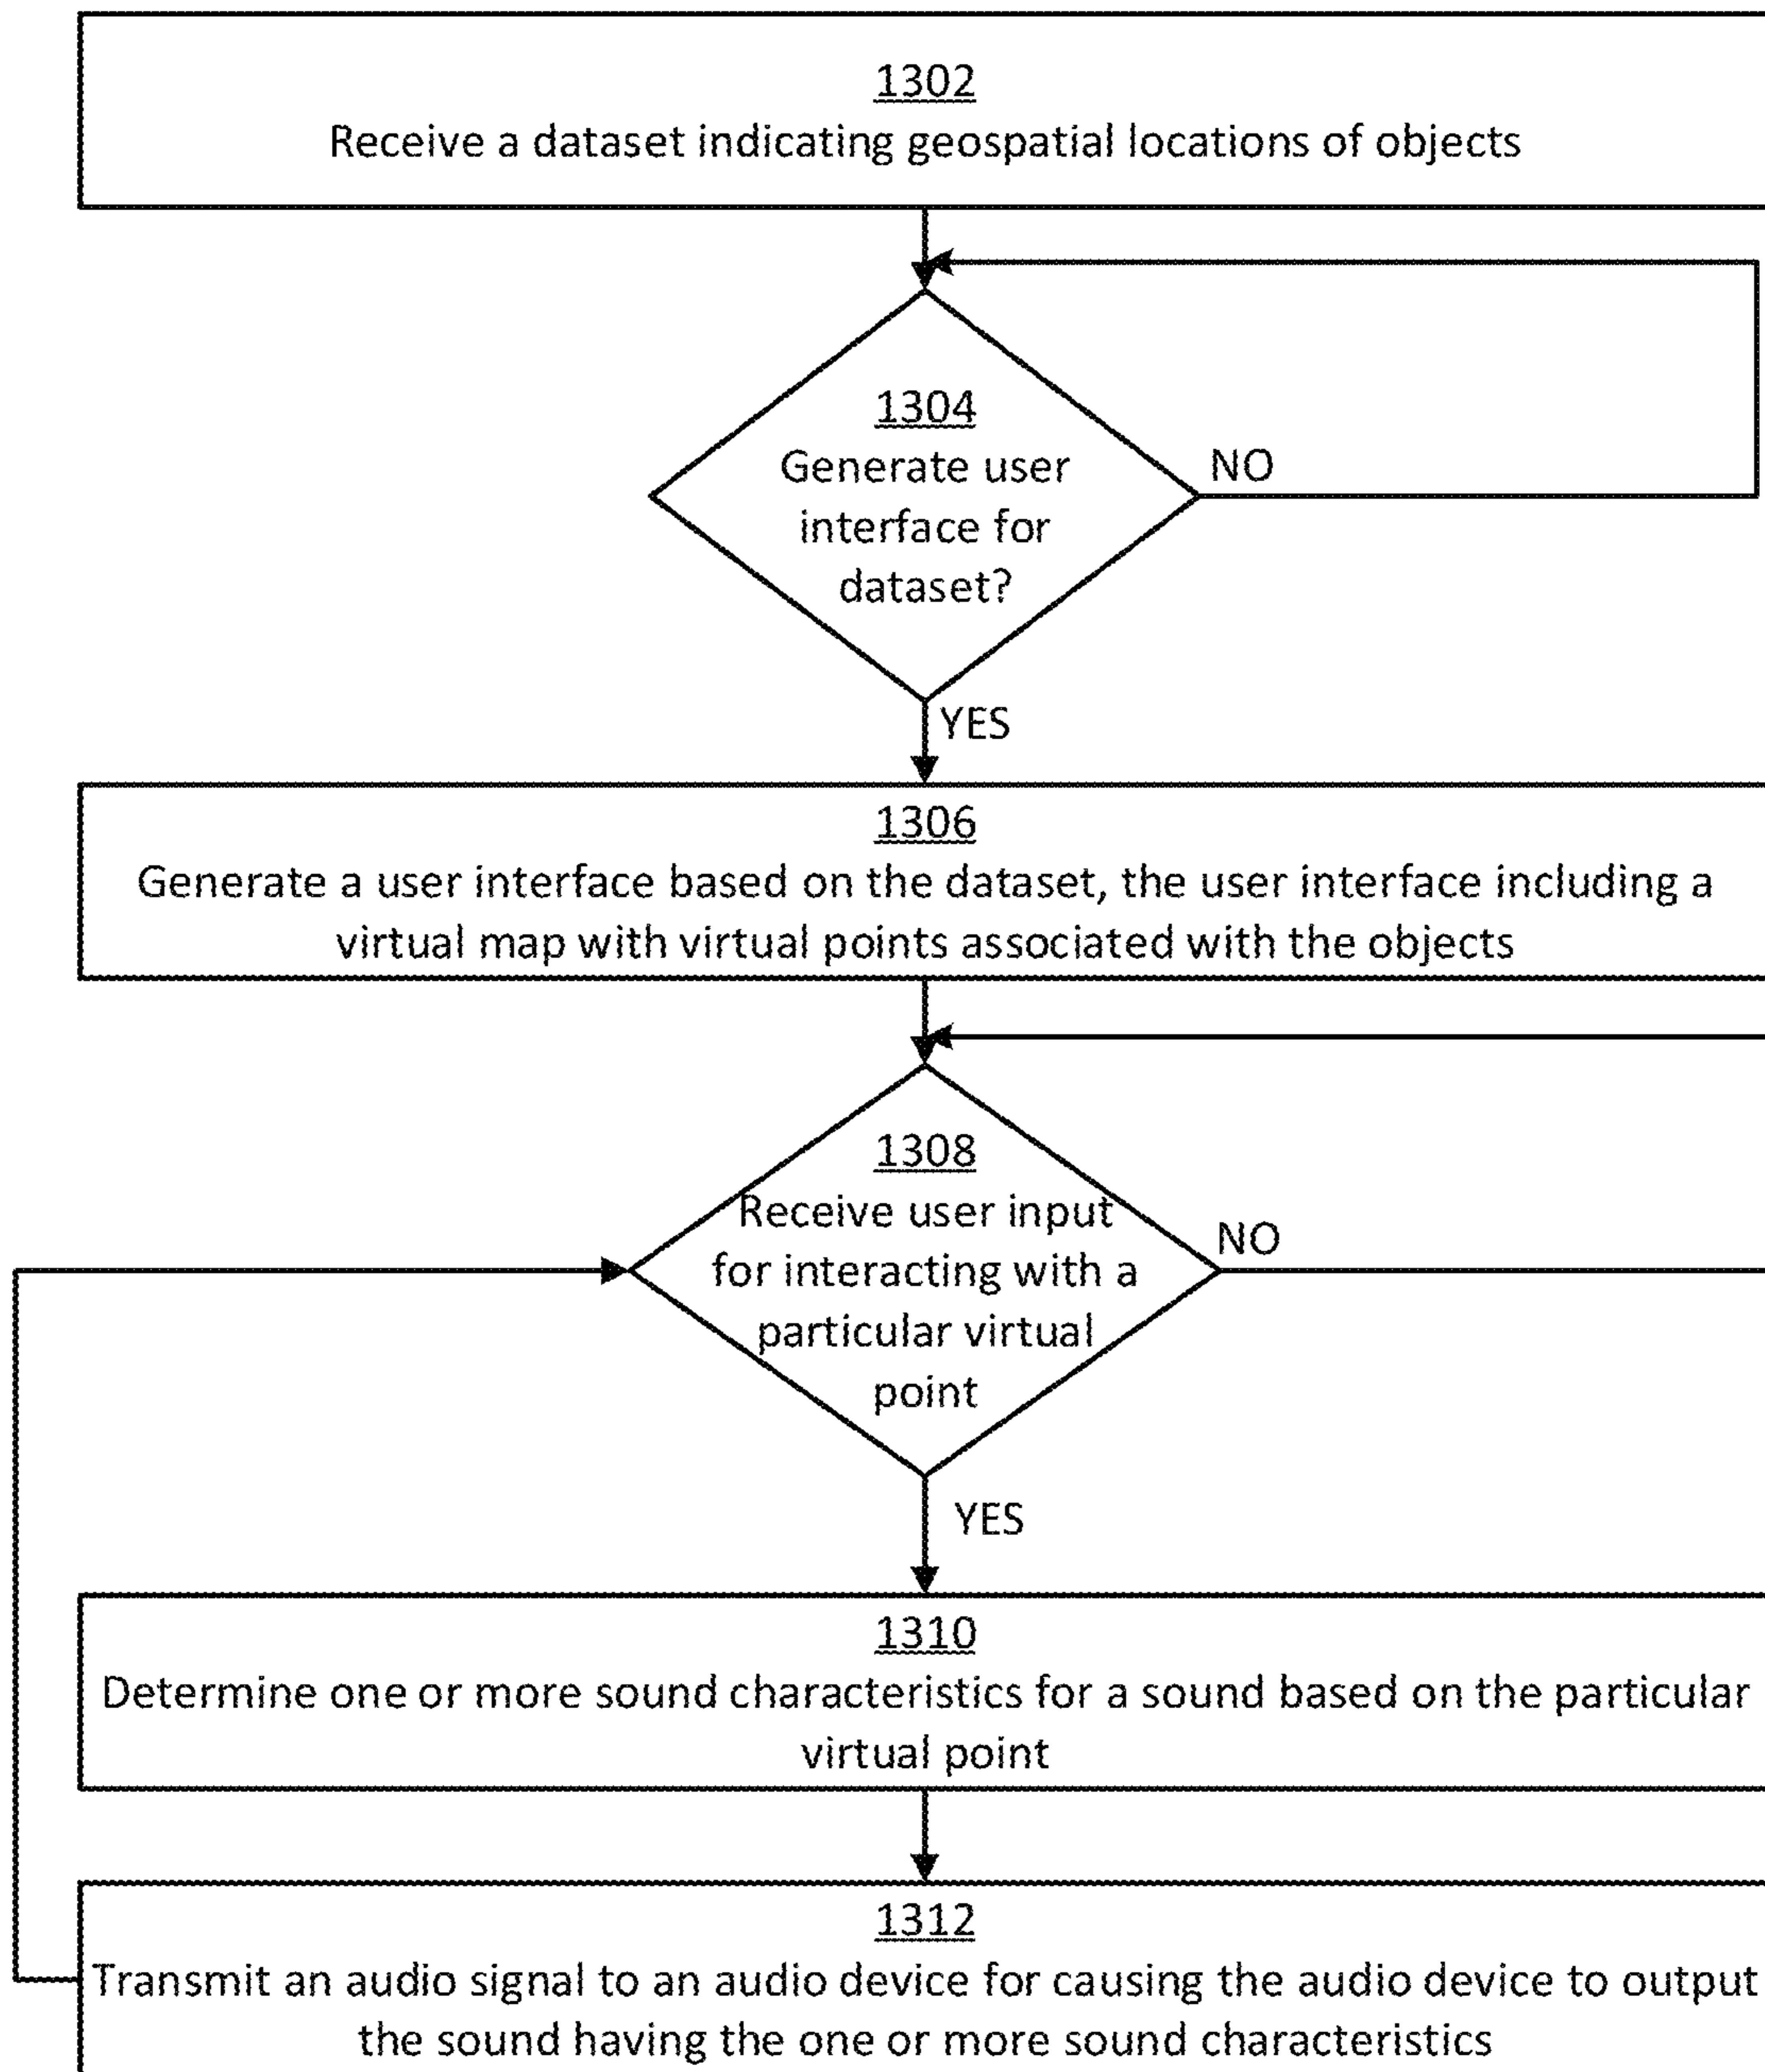 1302
Receive a dataset indicating geospatial locations of objects
1304
Generate user
interface for
dataset?
NO
YES
1306
Generate a user interface based on the dataset, the user interface including a
virtual map with virtual points associated with the objects
1308
Receive user input
for interacting with a
particular virtual
point
NO
YES
1310
Determine one or more sound characteristics for a sound based on the particular
virtual point
1312
Transmit an audio signal to an audio device for causing the audio device to output
the sound having the one or more sound characteristics